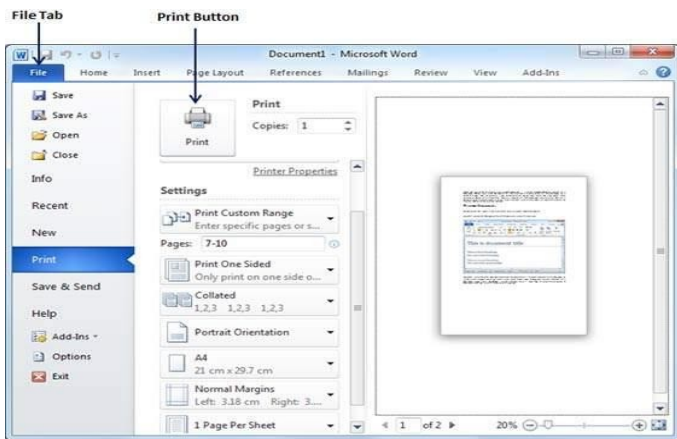 File Tab
Print Button
Document1 - Microsoft Word
File Home Insert Page Layout References Mailings Review View Add-Ins
Save
Save As
Open
Close
Info
Recent
New
Print
Save & Send
Help
Add-Ins
Options
Exit
Print
Print
Copies: 1
Printer Properties
Settings
Print Custom Range
Enter specific pages or s...
Pages: 7-10
Print One Sided
Only print on one side o...
Collated
1,2,3 1,2,3 1,2,3
Portrait Orientation
A4
21 cm x 29.7 cm
Normal Margins
Left: 3.18 cm Right: 3....
1 Page Per Sheet
This is document title
1 of 2
20%